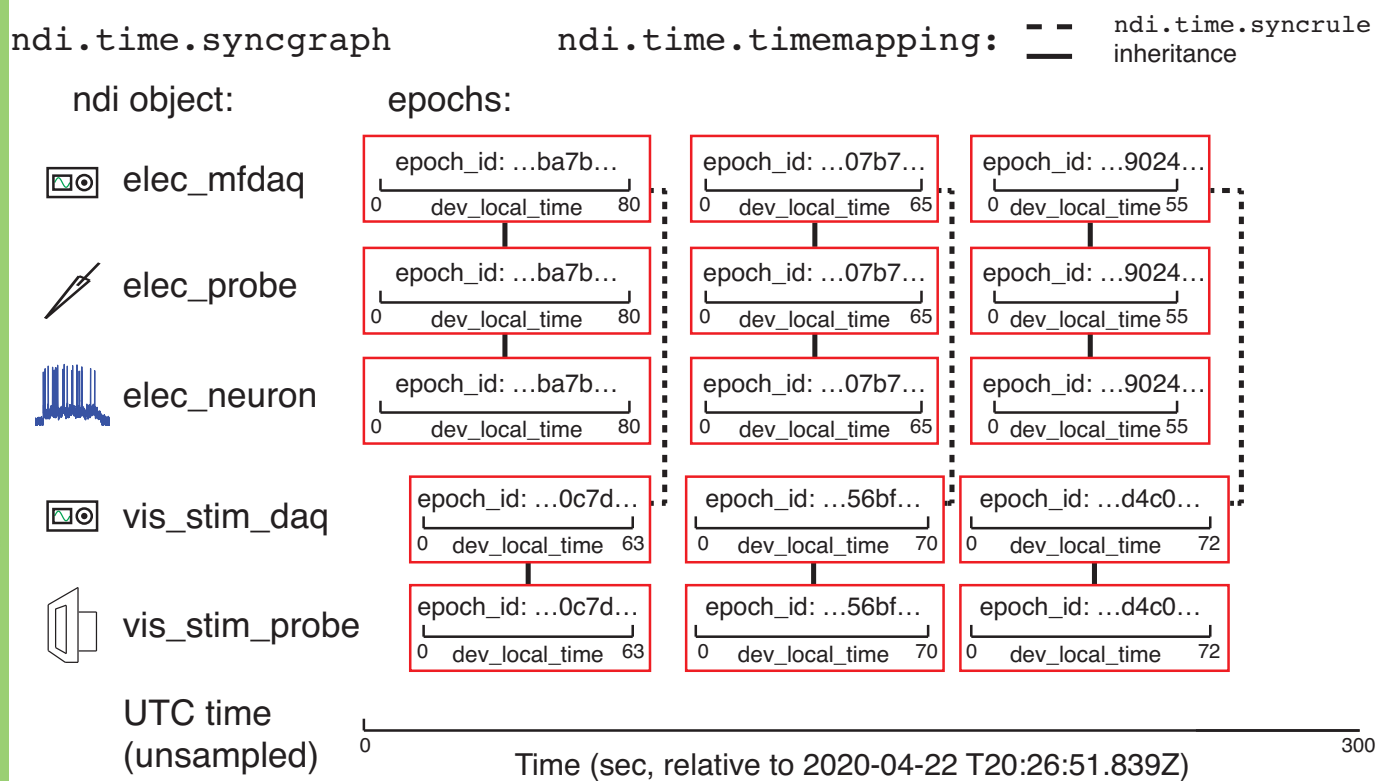 ndi.time.syncgraph
ndi.time.timemapping:
ndi.time.syncrule
inheritance
ndi object:
epochs:
elec_mfdaq
epoch_id: …ba7b…
0 dev_local_time 80
epoch_id: …07b7…
0 dev_local_time 65
epoch_id: …9024…
0 dev_local_time 55
elec_probe
epoch_id: …ba7b…
0 dev_local_time 80
epoch_id: …07b7…
0 dev_local_time 65
epoch_id: …9024…
0 dev_local_time 55
elec_neuron
epoch_id: …ba7b…
0 dev_local_time 80
epoch_id: …07b7…
0 dev_local_time 65
epoch_id: …9024…
0 dev_local_time 55
vis_stim_daq
epoch_id: …0c7d…
0 dev_local_time 63
epoch_id: …56bf…
0 dev_local_time 70
epoch_id: …d4c0…
0 dev_local_time 72
vis_stim_probe
epoch_id: …0c7d…
0 dev_local_time 63
epoch_id: …56bf…
0 dev_local_time 70
epoch_id: …d4c0…
0 dev_local_time 72
UTC time
(unsampled)
0 300
Time (sec, relative to 2020-04-22 T20:26:51.839Z)